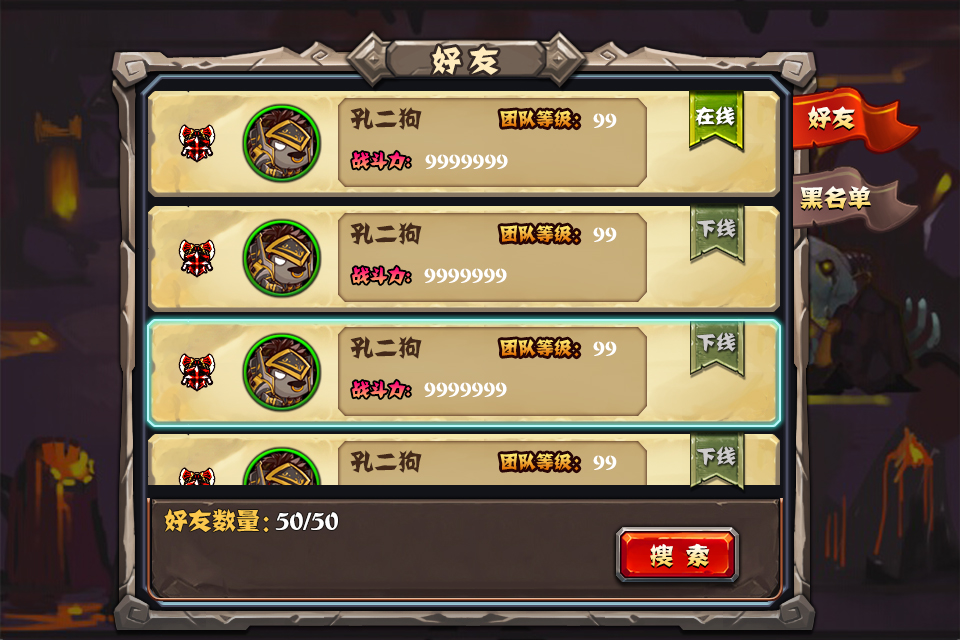 好友
孔二狗 团队等级: 99 在线
战斗力: 9999999
孔二狗 团队等级: 99 下线
战斗力: 9999999
孔二狗 团队等级: 99 下线
战斗力: 9999999
孔二狗 团队等级: 99 下线
好友数量: 50/50
搜索
好友
黑名单